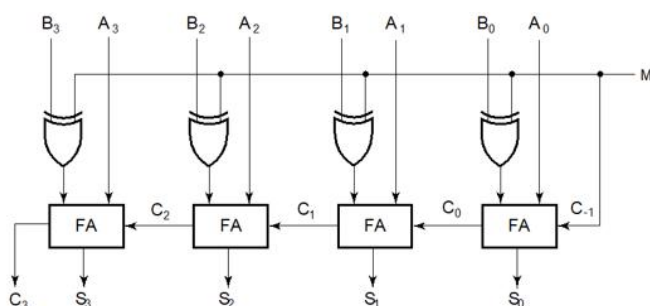 B3 A3 B2 A2 B1 A1 B0 A0
M
C2 C1 C0 C-1
FA FA FA FA
C3 S3 S2 S1 S0